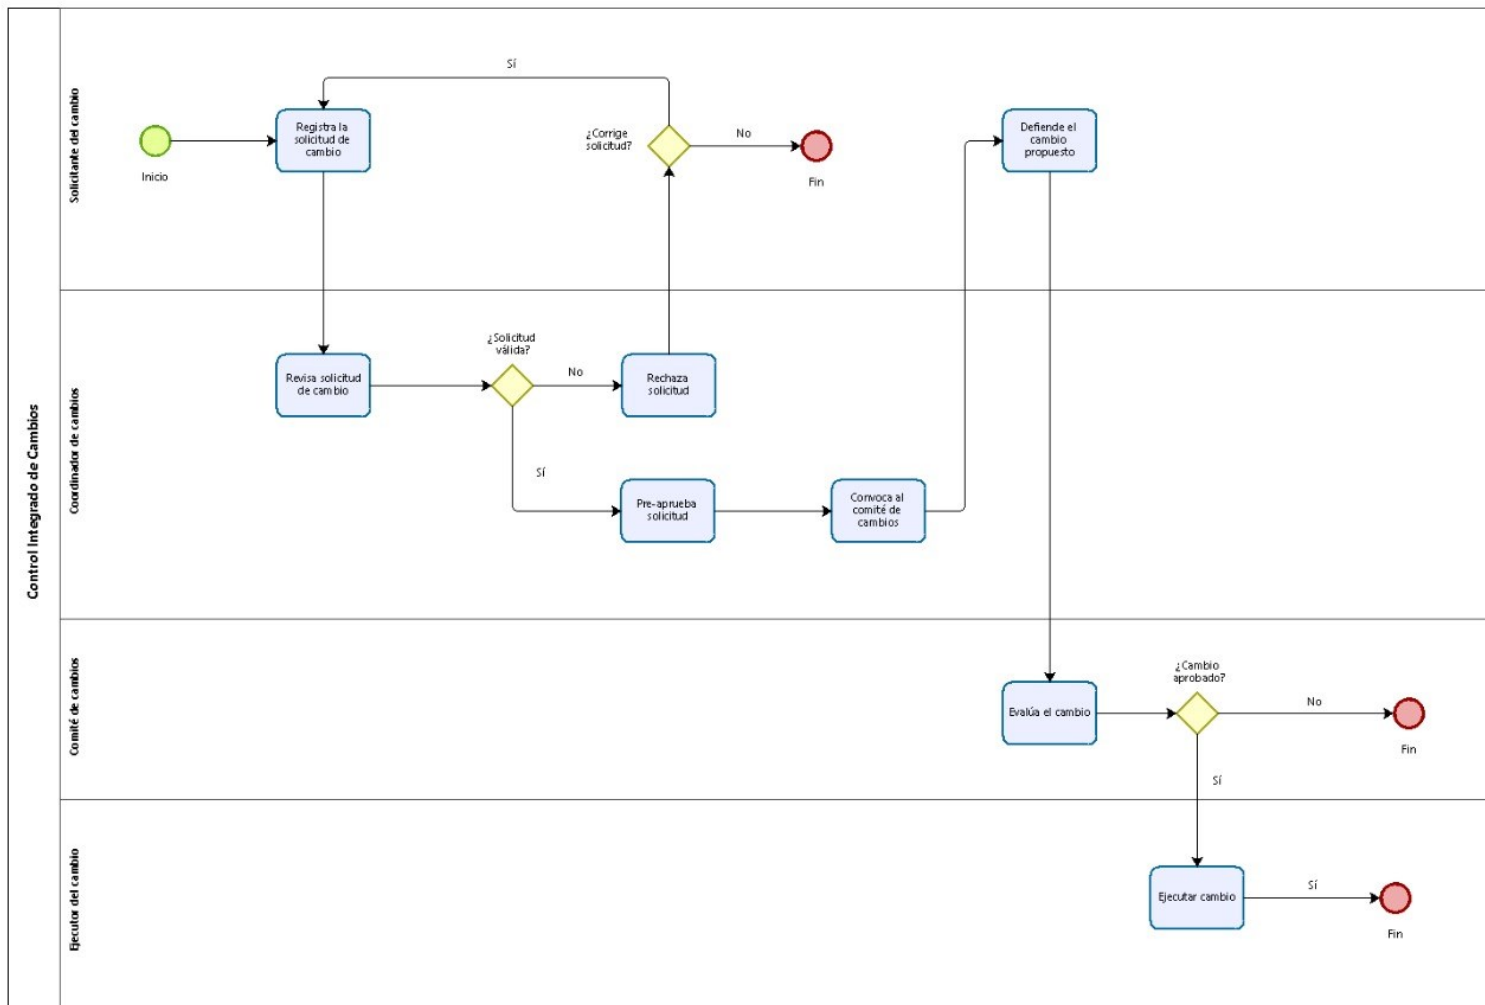 Control Integrado de Cambios
Solicitante del cambio
Inicio
Registra la
solicitud de
cambio
Sí
¿Corrige
solicitud?
No
Fin
Defiende el
cambio
propuesto
Coordinador de cambios
Revisa solicitud
de cambio
¿Solicitud
válida?
No
Rechaza
solicitud
Sí
Pre-aprueba
solicitud
Convoca al
comité de
cambios
Comité de cambios
Evalúa el cambio
¿Cambio
aprobado?
No
Fin
Sí
Ejecutor del cambio
Ejecutar cambio
Sí
Fin